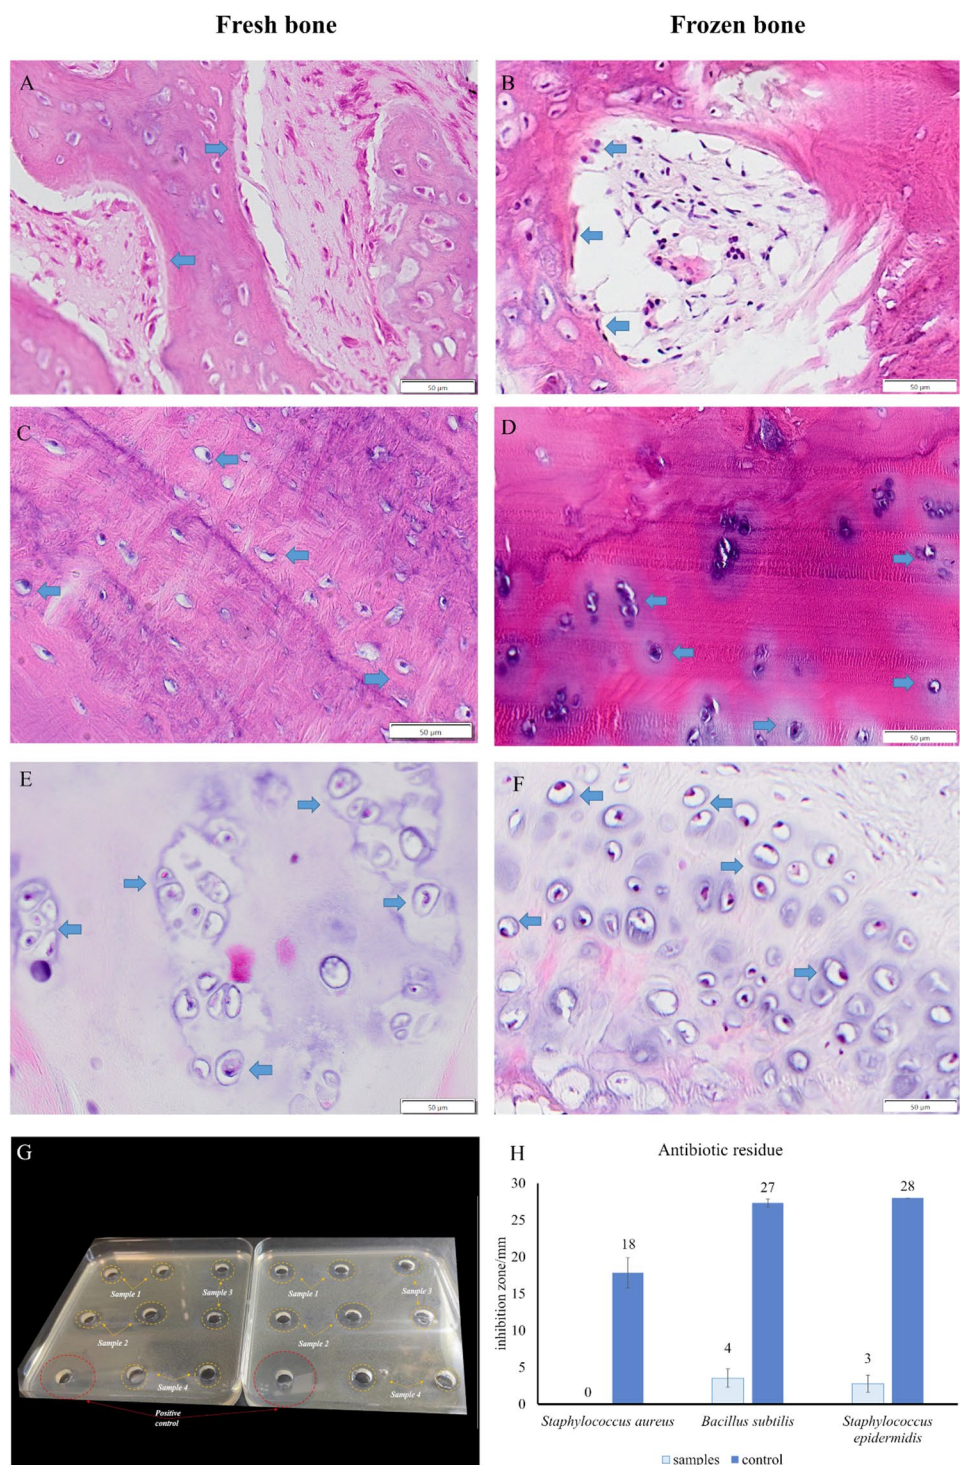 Fresh bone
Frozen bone
A
50 µm
B
50 µm
C
50 µm
D
50 µm
E
50 µm
F
50 µm
G
Sample 1
Sample 3
Sample 2
Sample 4
Sample 1
Sample 3
Sample 2
Sample 4
Positive
control
H
Antibiotic residue
inhibition zone/mm
30
25
20
15
10
5
0
0
18
4
27
3
28
Staphylococcus aureus
Bacillus subtilis
Staphylococcus
epidermidis
samples
control